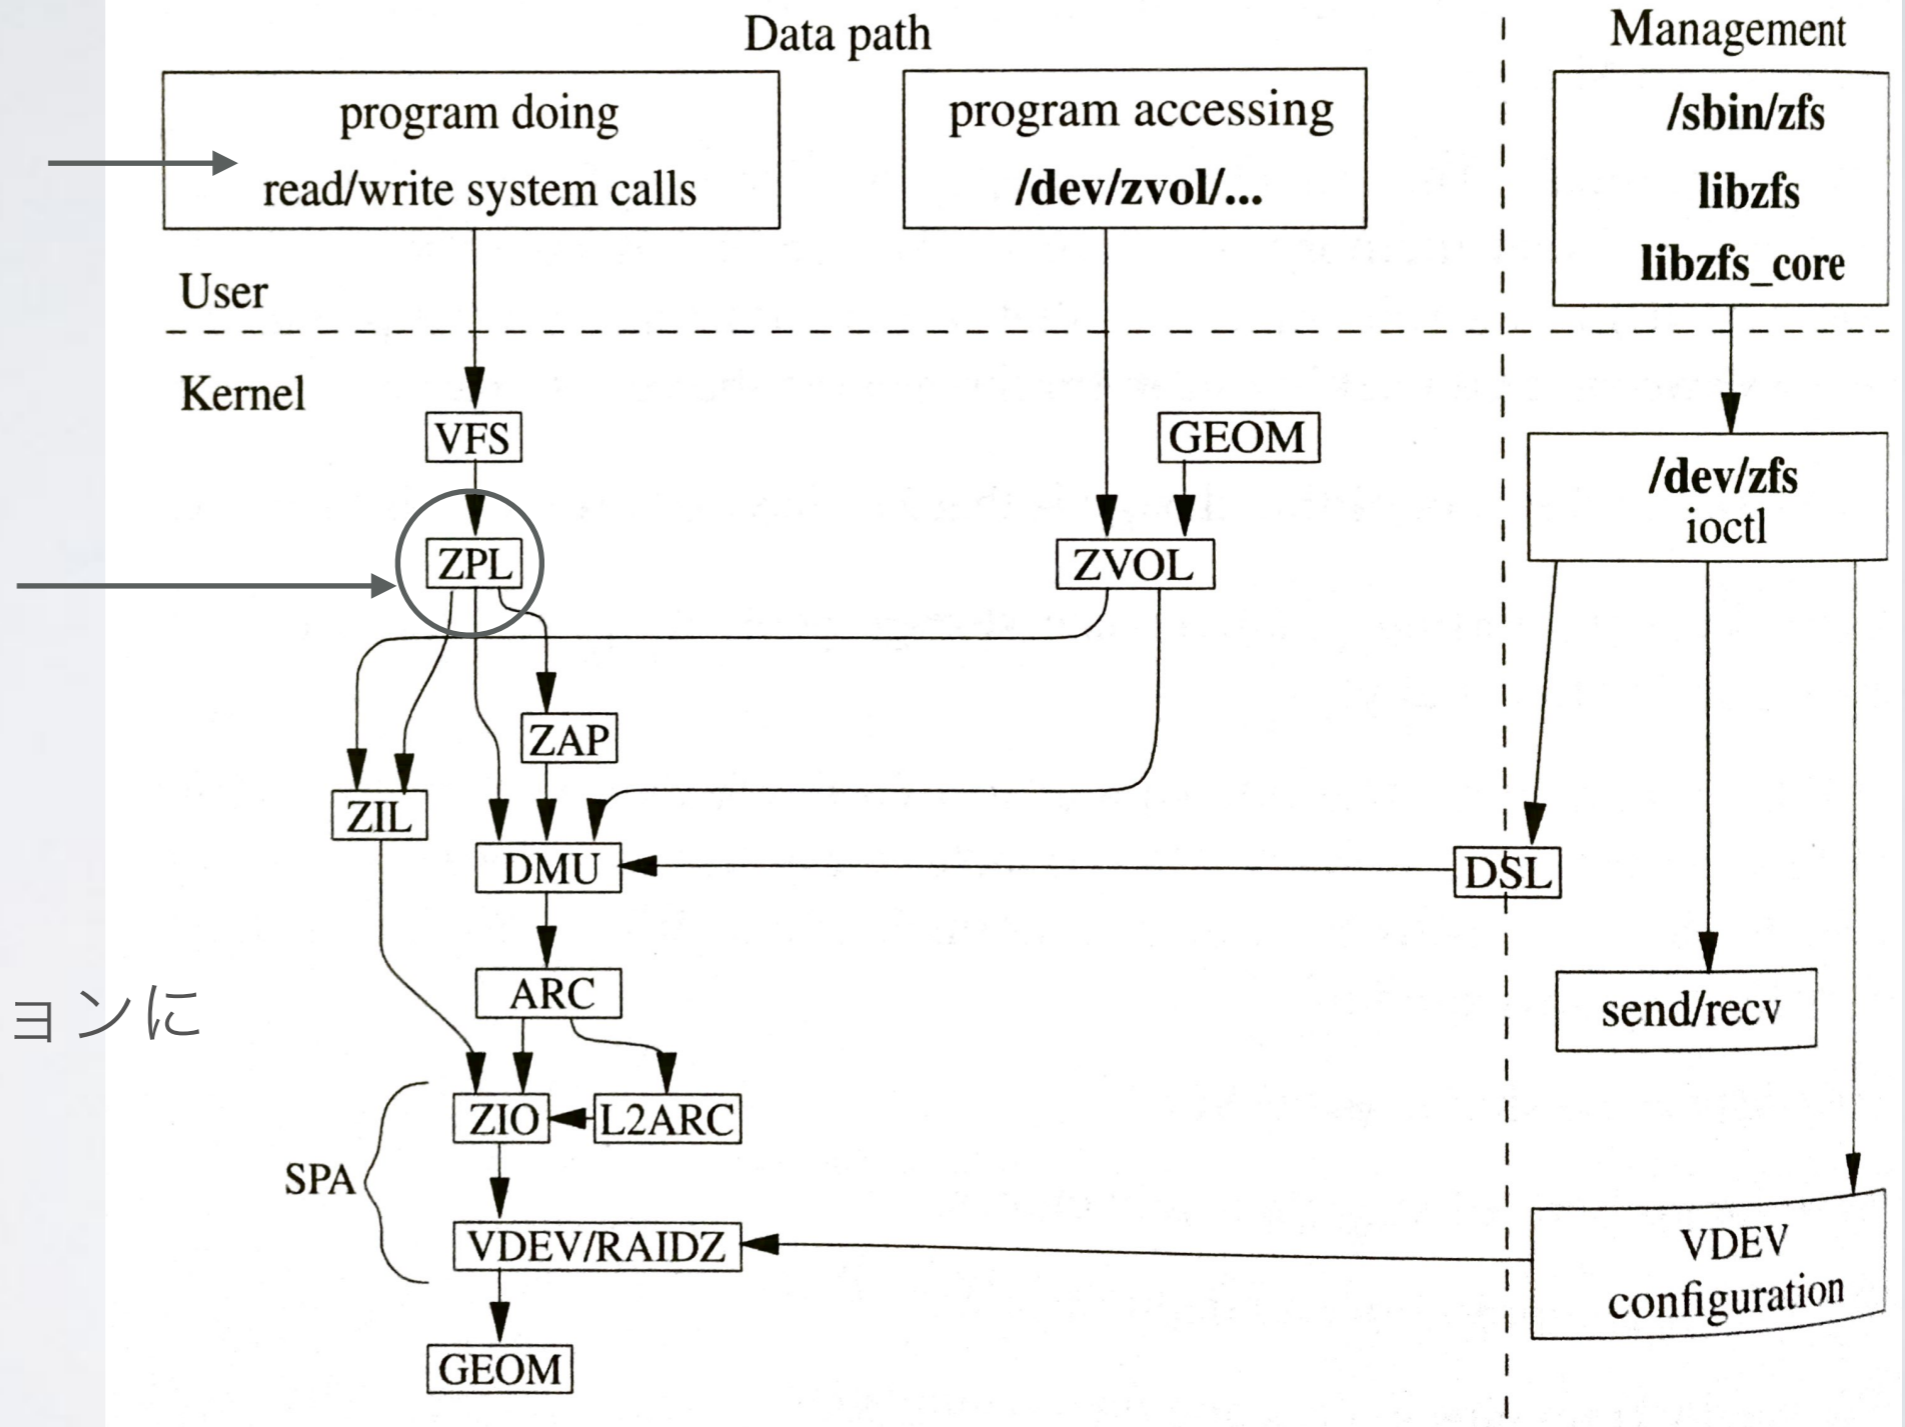 Data path
Management
program doing
read/write system calls
program accessing
/dev/zvol/...
/sbin/zfs
libzfs
libzfs_core
User
Kernel
VFS
GEOM
/dev/zfs
ioctl
ZPL
ZVOL
ZAP
ZIL
DMU
DSL
ARC
send/recv
ョンに
ZIO
L2ARC
SPA
VDEV/RAIDZ
VDEV
configuration
GEOM